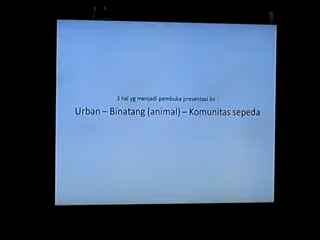 3 hal yg menjadi pembuka presentasi ini :
Urban – Binatang (animal) – Komunitas sepeda